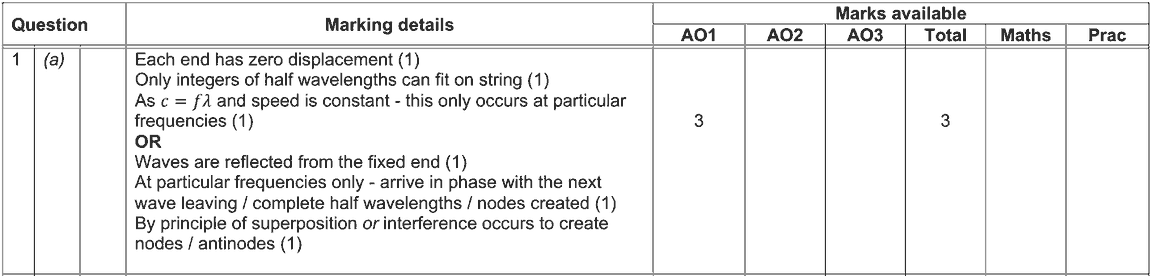 Question Marking details Marks available
AO1 AO2 AO3 Total Maths Prac
1 (a) Each end has zero displacement (1)
Only integers of half wavelengths can fit on string (1)
As c = fλ and speed is constant - this only occurs at particular
frequencies (1) 3 3
OR
Waves are reflected from the fixed end (1)
At particular frequencies only - arrive in phase with the next
wave leaving / complete half wavelengths / nodes created (1)
By principle of superposition or interference occurs to create
nodes / antinodes (1)